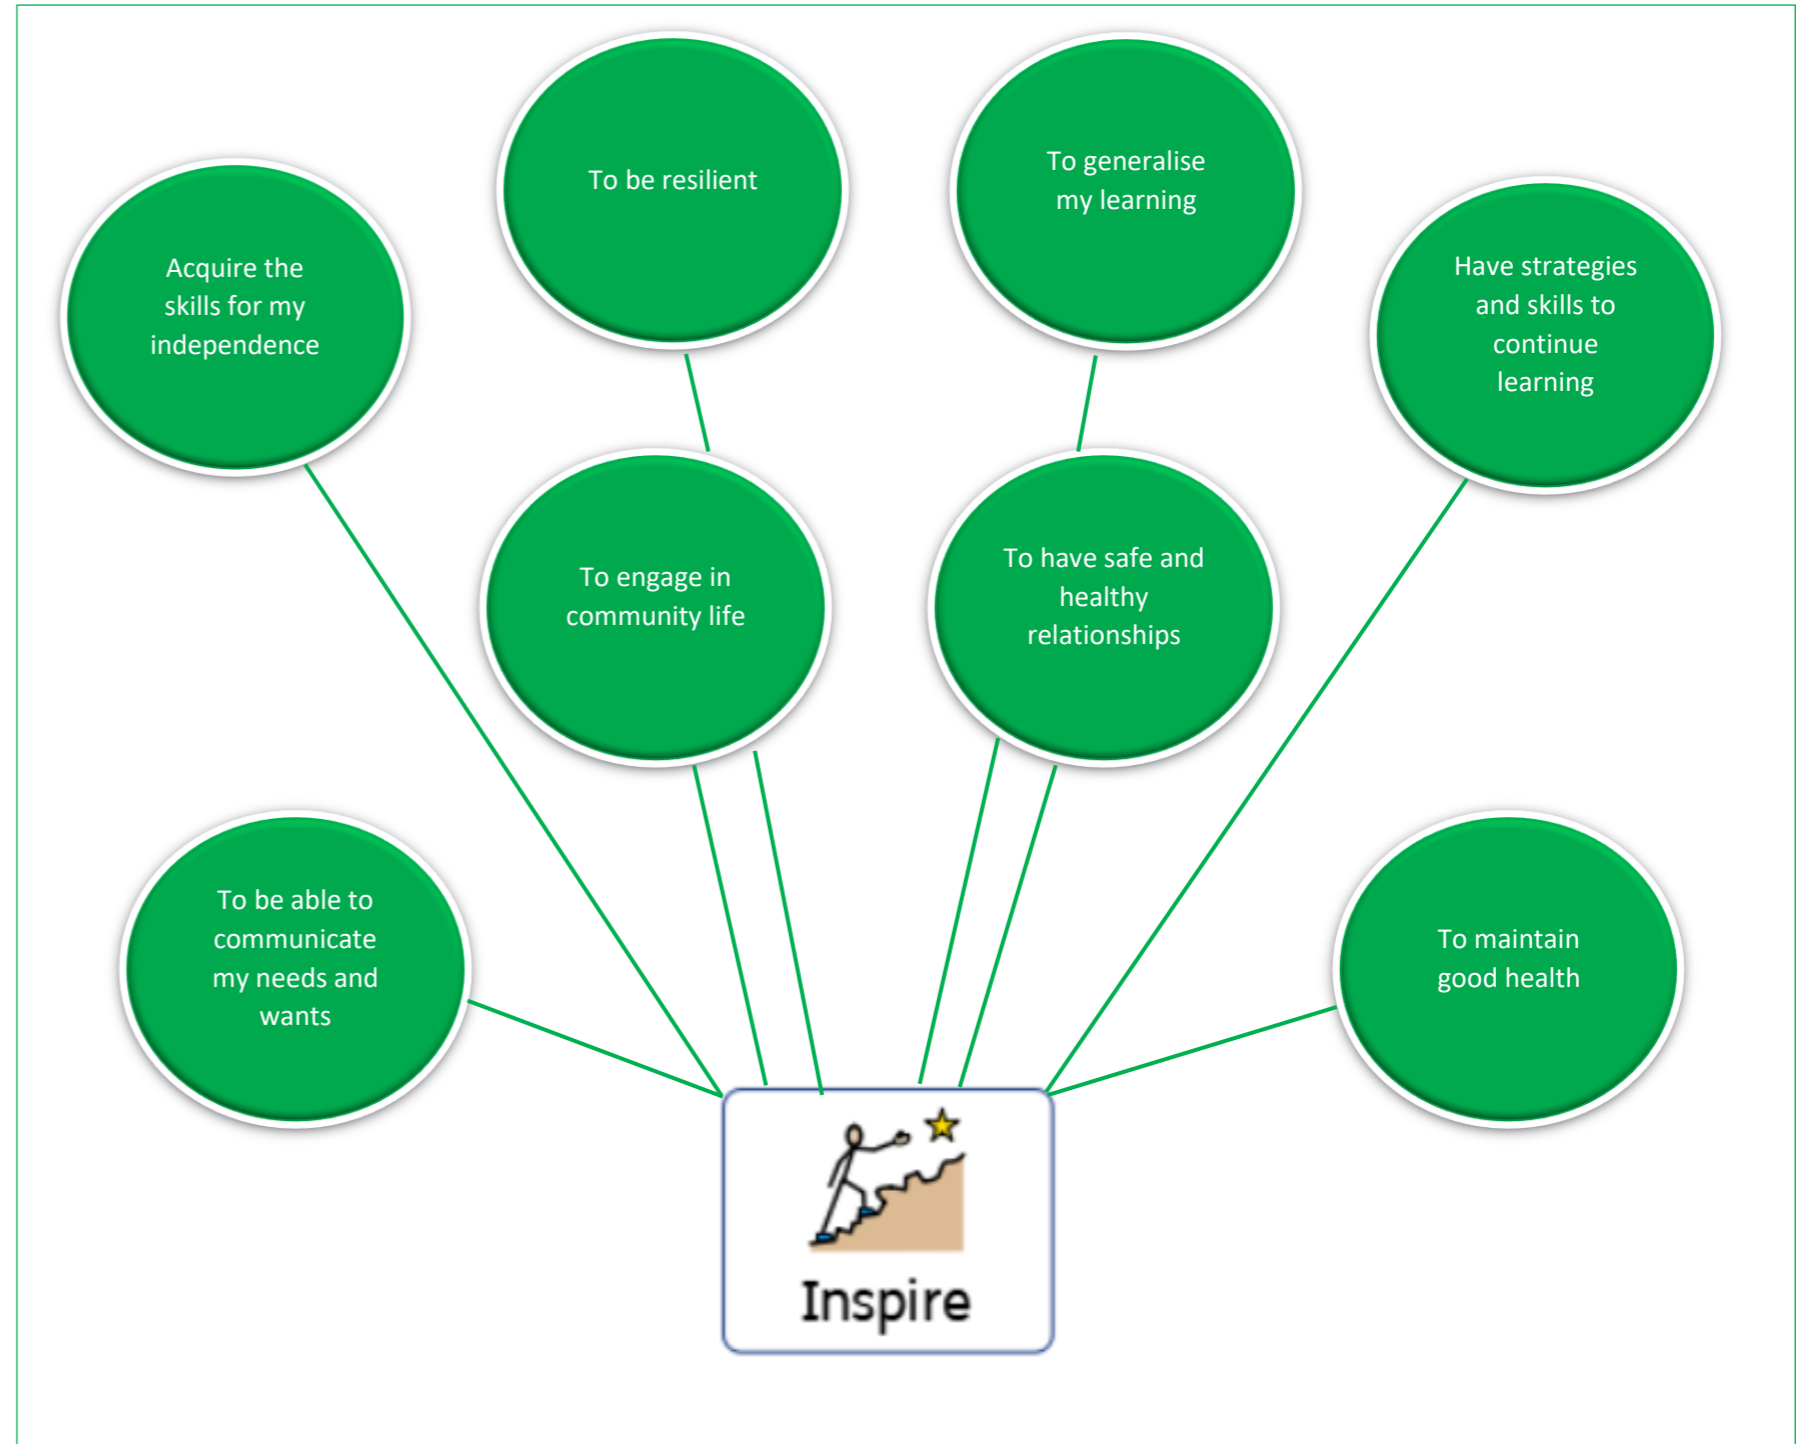 To be resilient
To generalise
my learning
Acquire the
skills for my
independence
Have strategies
and skills to
continue
learning
To engage in
community life
To have safe and
healthy
relationships
To be able to
communicate
my needs and
wants
To maintain
good health
Inspire